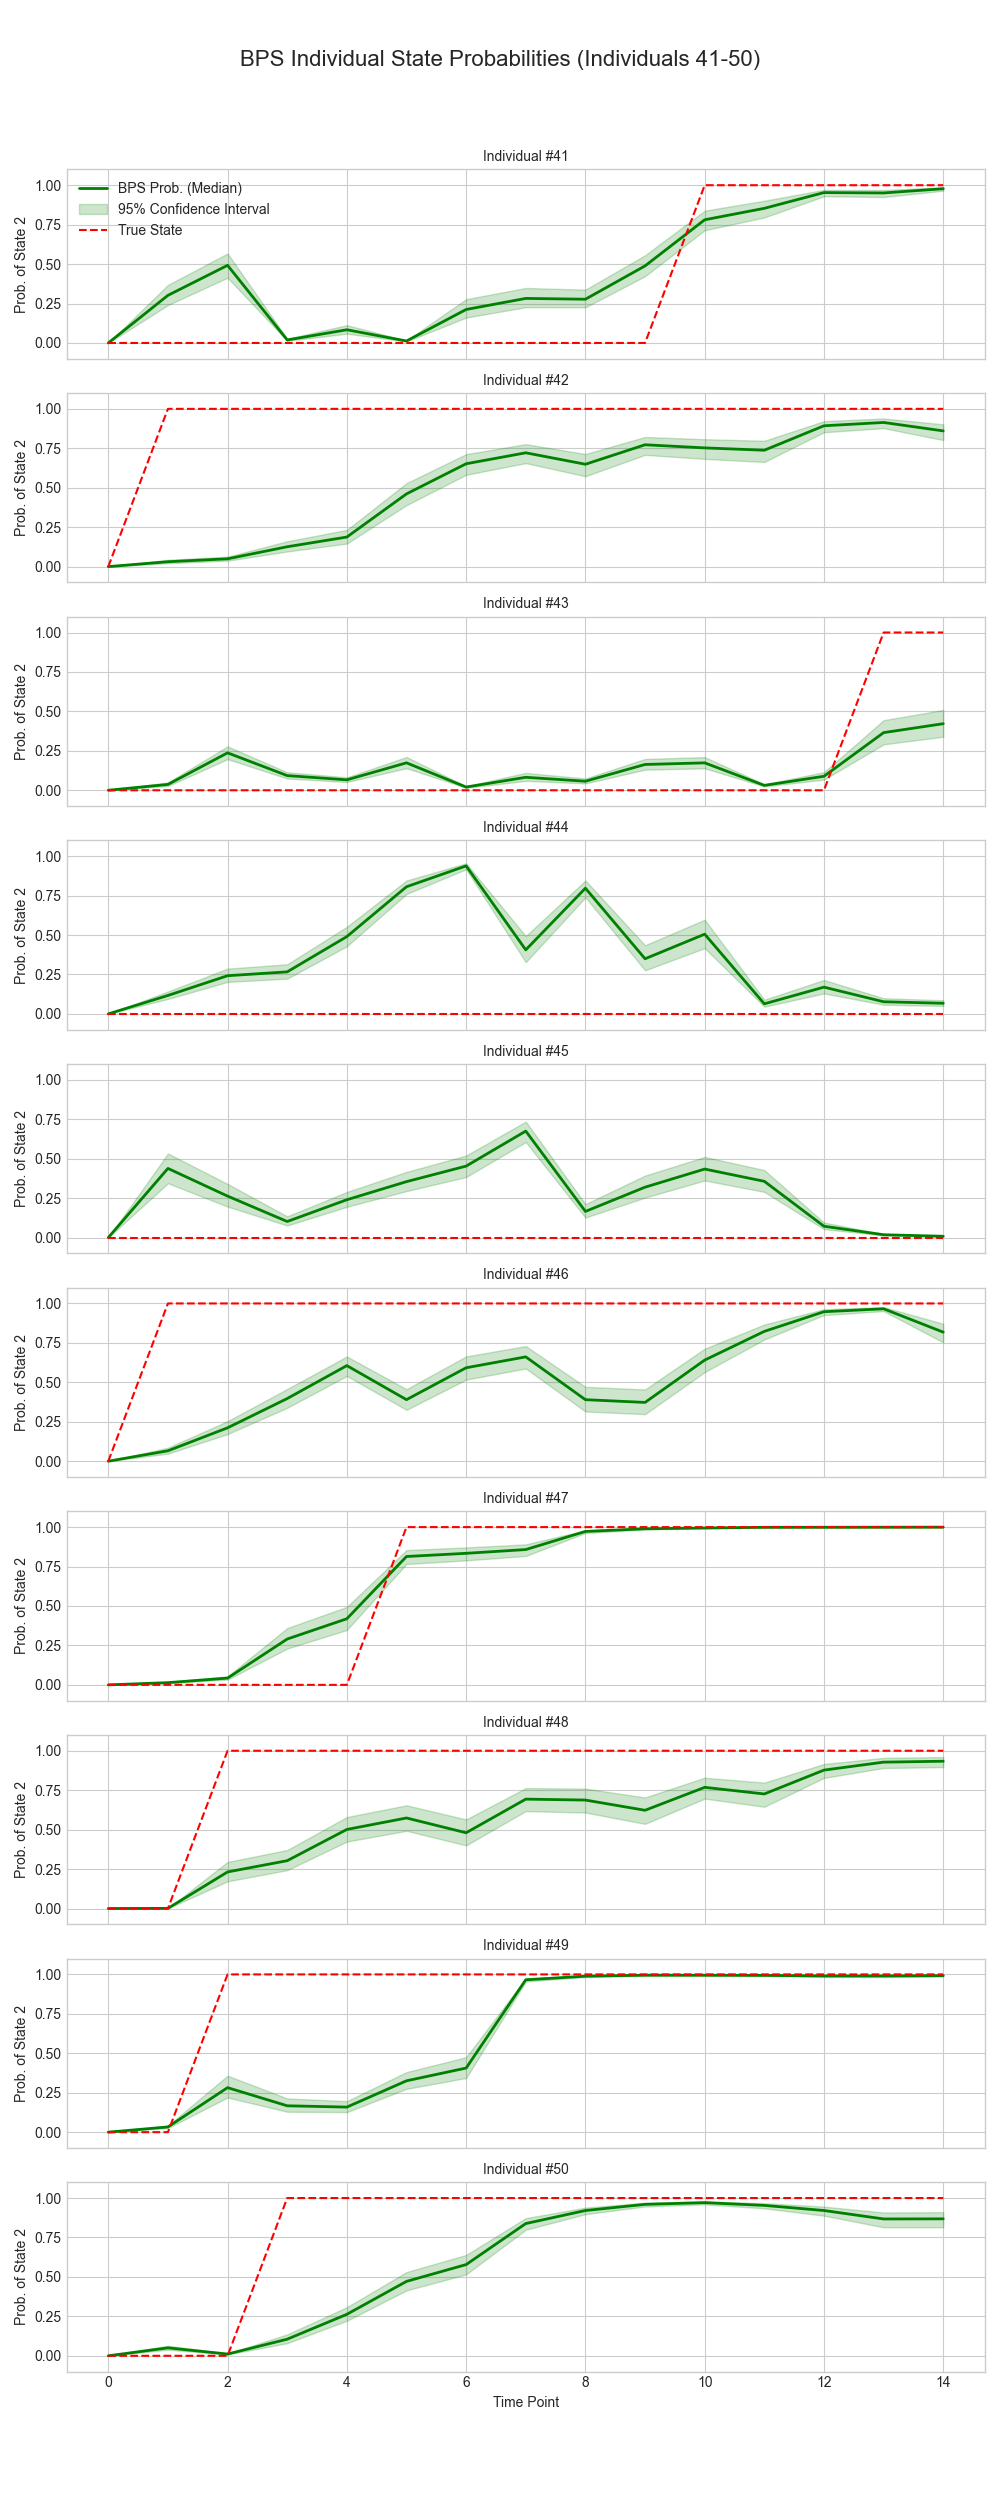 BPS Individual State Probabilities (Individuals 41-50)
Individual #41
BPS Prob. (Median)
95% Confidence Interval
True State
Prob. of State 2
1.00
0.75
0.50
0.25
0.00
Individual #42
Prob. of State 2
1.00
0.75
0.50
0.25
0.00
Individual #43
Prob. of State 2
1.00
0.75
0.50
0.25
0.00
Individual #44
Prob. of State 2
1.00
0.75
0.50
0.25
0.00
Individual #45
Prob. of State 2
1.00
0.75
0.50
0.25
0.00
Individual #46
Prob. of State 2
1.00
0.75
0.50
0.25
0.00
Individual #47
Prob. of State 2
1.00
0.75
0.50
0.25
0.00
Individual #48
Prob. of State 2
1.00
0.75
0.50
0.25
0.00
Individual #49
Prob. of State 2
1.00
0.75
0.50
0.25
0.00
Individual #50
Prob. of State 2
1.00
0.75
0.50
0.25
0.00
0 2 4 6 8 10 12 14
Time Point